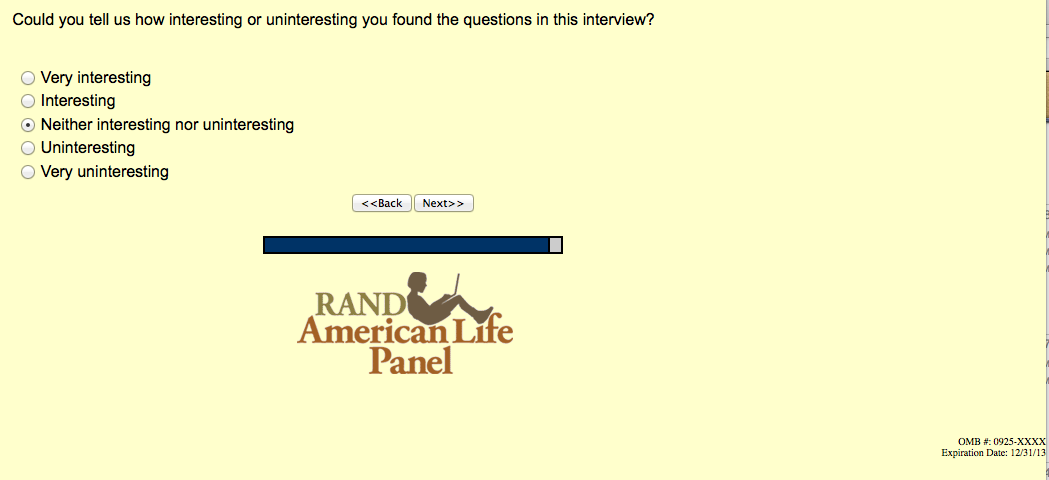 Could you tell us how interesting or uninteresting you found the questions in this interview?
Very interesting
Interesting
Neither interesting nor uninteresting
Uninteresting
Very uninteresting
<<Back Next>>
RAND
American Life
Panel
OMB #: 0925-XXXX
Expiration Date: 12/31/13